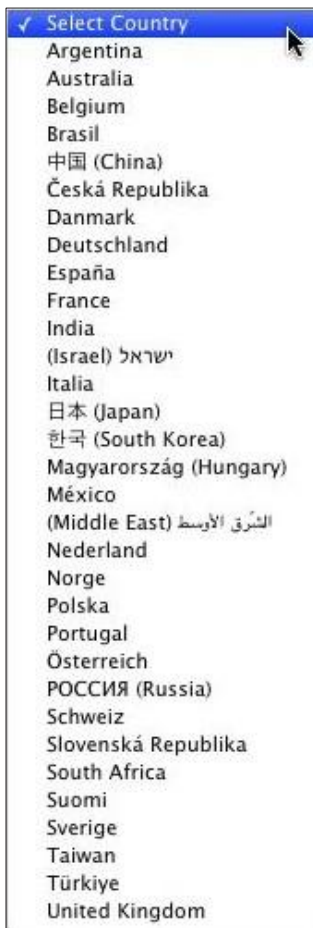 ✓ Select Country
Argentina
Australia
Belgium
Brasil
中国 (China)
Česká Republika
Danmark
Deutschland
España
France
India
(Israel) ישראל
Italia
日本 (Japan)
한국 (South Korea)
Magyarország (Hungary)
México
(Middle East) الشرق الأوسط
Nederland
Norge
Polska
Portugal
Österreich
РОССИЯ (Russia)
Schweiz
Slovenská Republika
South Africa
Suomi
Sverige
Taiwan
Türkiye
United Kingdom